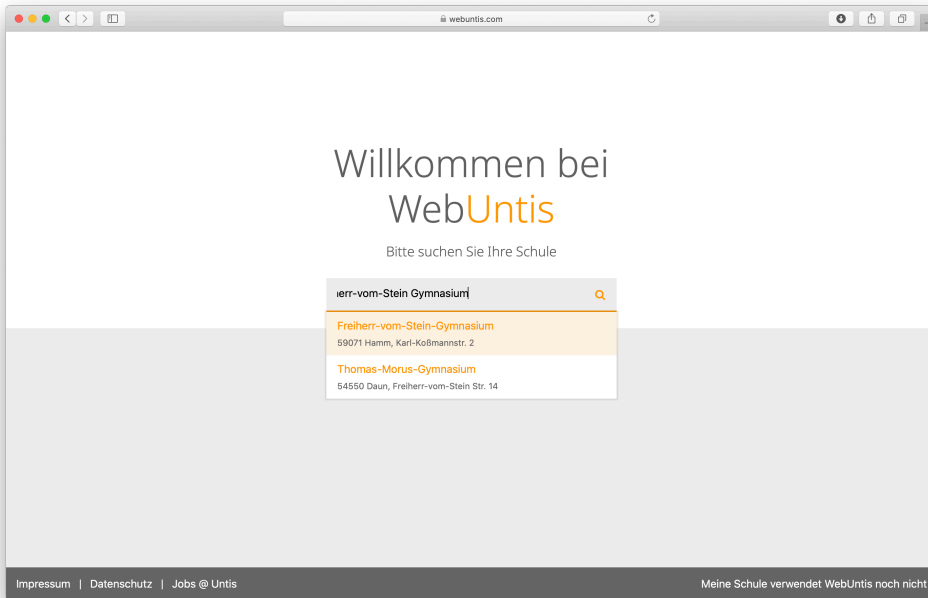 webuntis.com
Willkommen bei
WebUntis
Bitte suchen Sie Ihre Schule
herr-vom-Stein Gymnasium
Freiherr-vom-Stein-Gymnasium
59071 Hamm, Karl-Koßmannstr. 2
Thomas-Morus-Gymnasium
54550 Daun, Freiherr-vom-Stein Str. 14
Impressum | Datenschutz | Jobs @ Untis Meine Schule verwendet WebUntis noch nicht